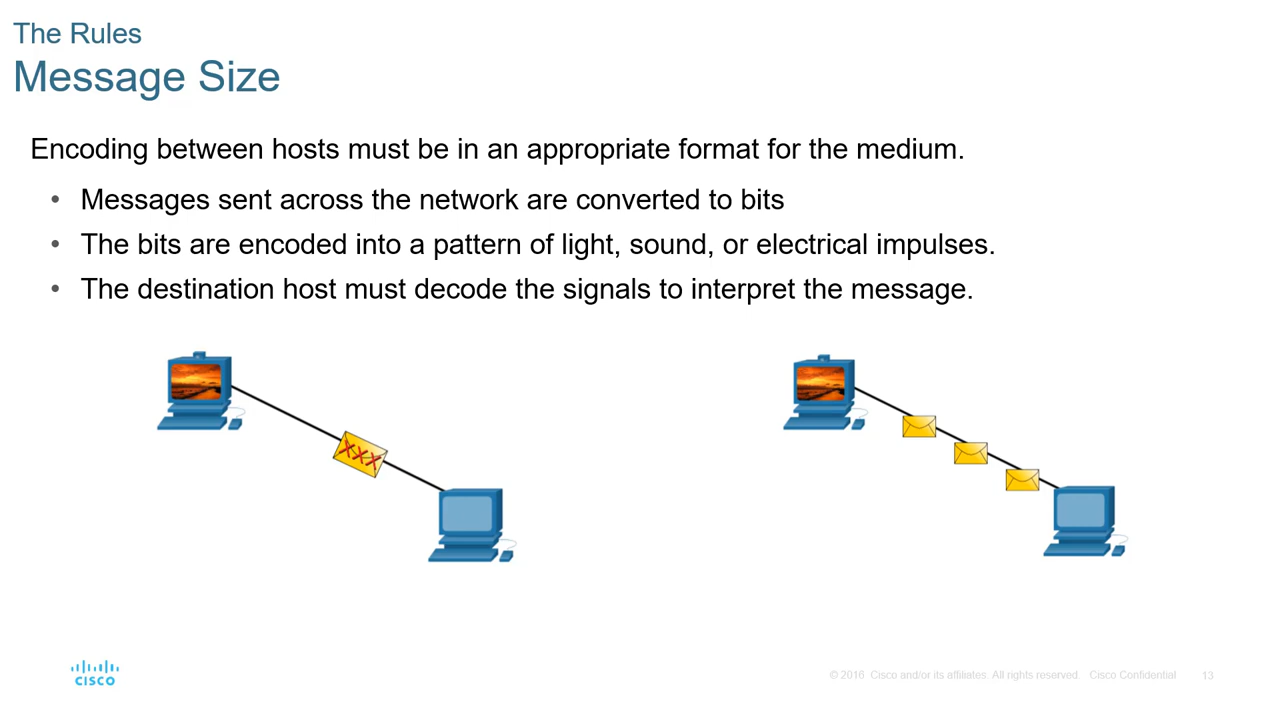 The Rules
Message Size
Encoding between hosts must be in an appropriate format for the medium.
• Messages sent across the network are converted to bits
• The bits are encoded into a pattern of light, sound, or electrical impulses.
• The destination host must decode the signals to interpret the message.
XXX
CISCO
© 2016 Cisco and/or its affiliates. All rights reserved. Cisco Confidential 13